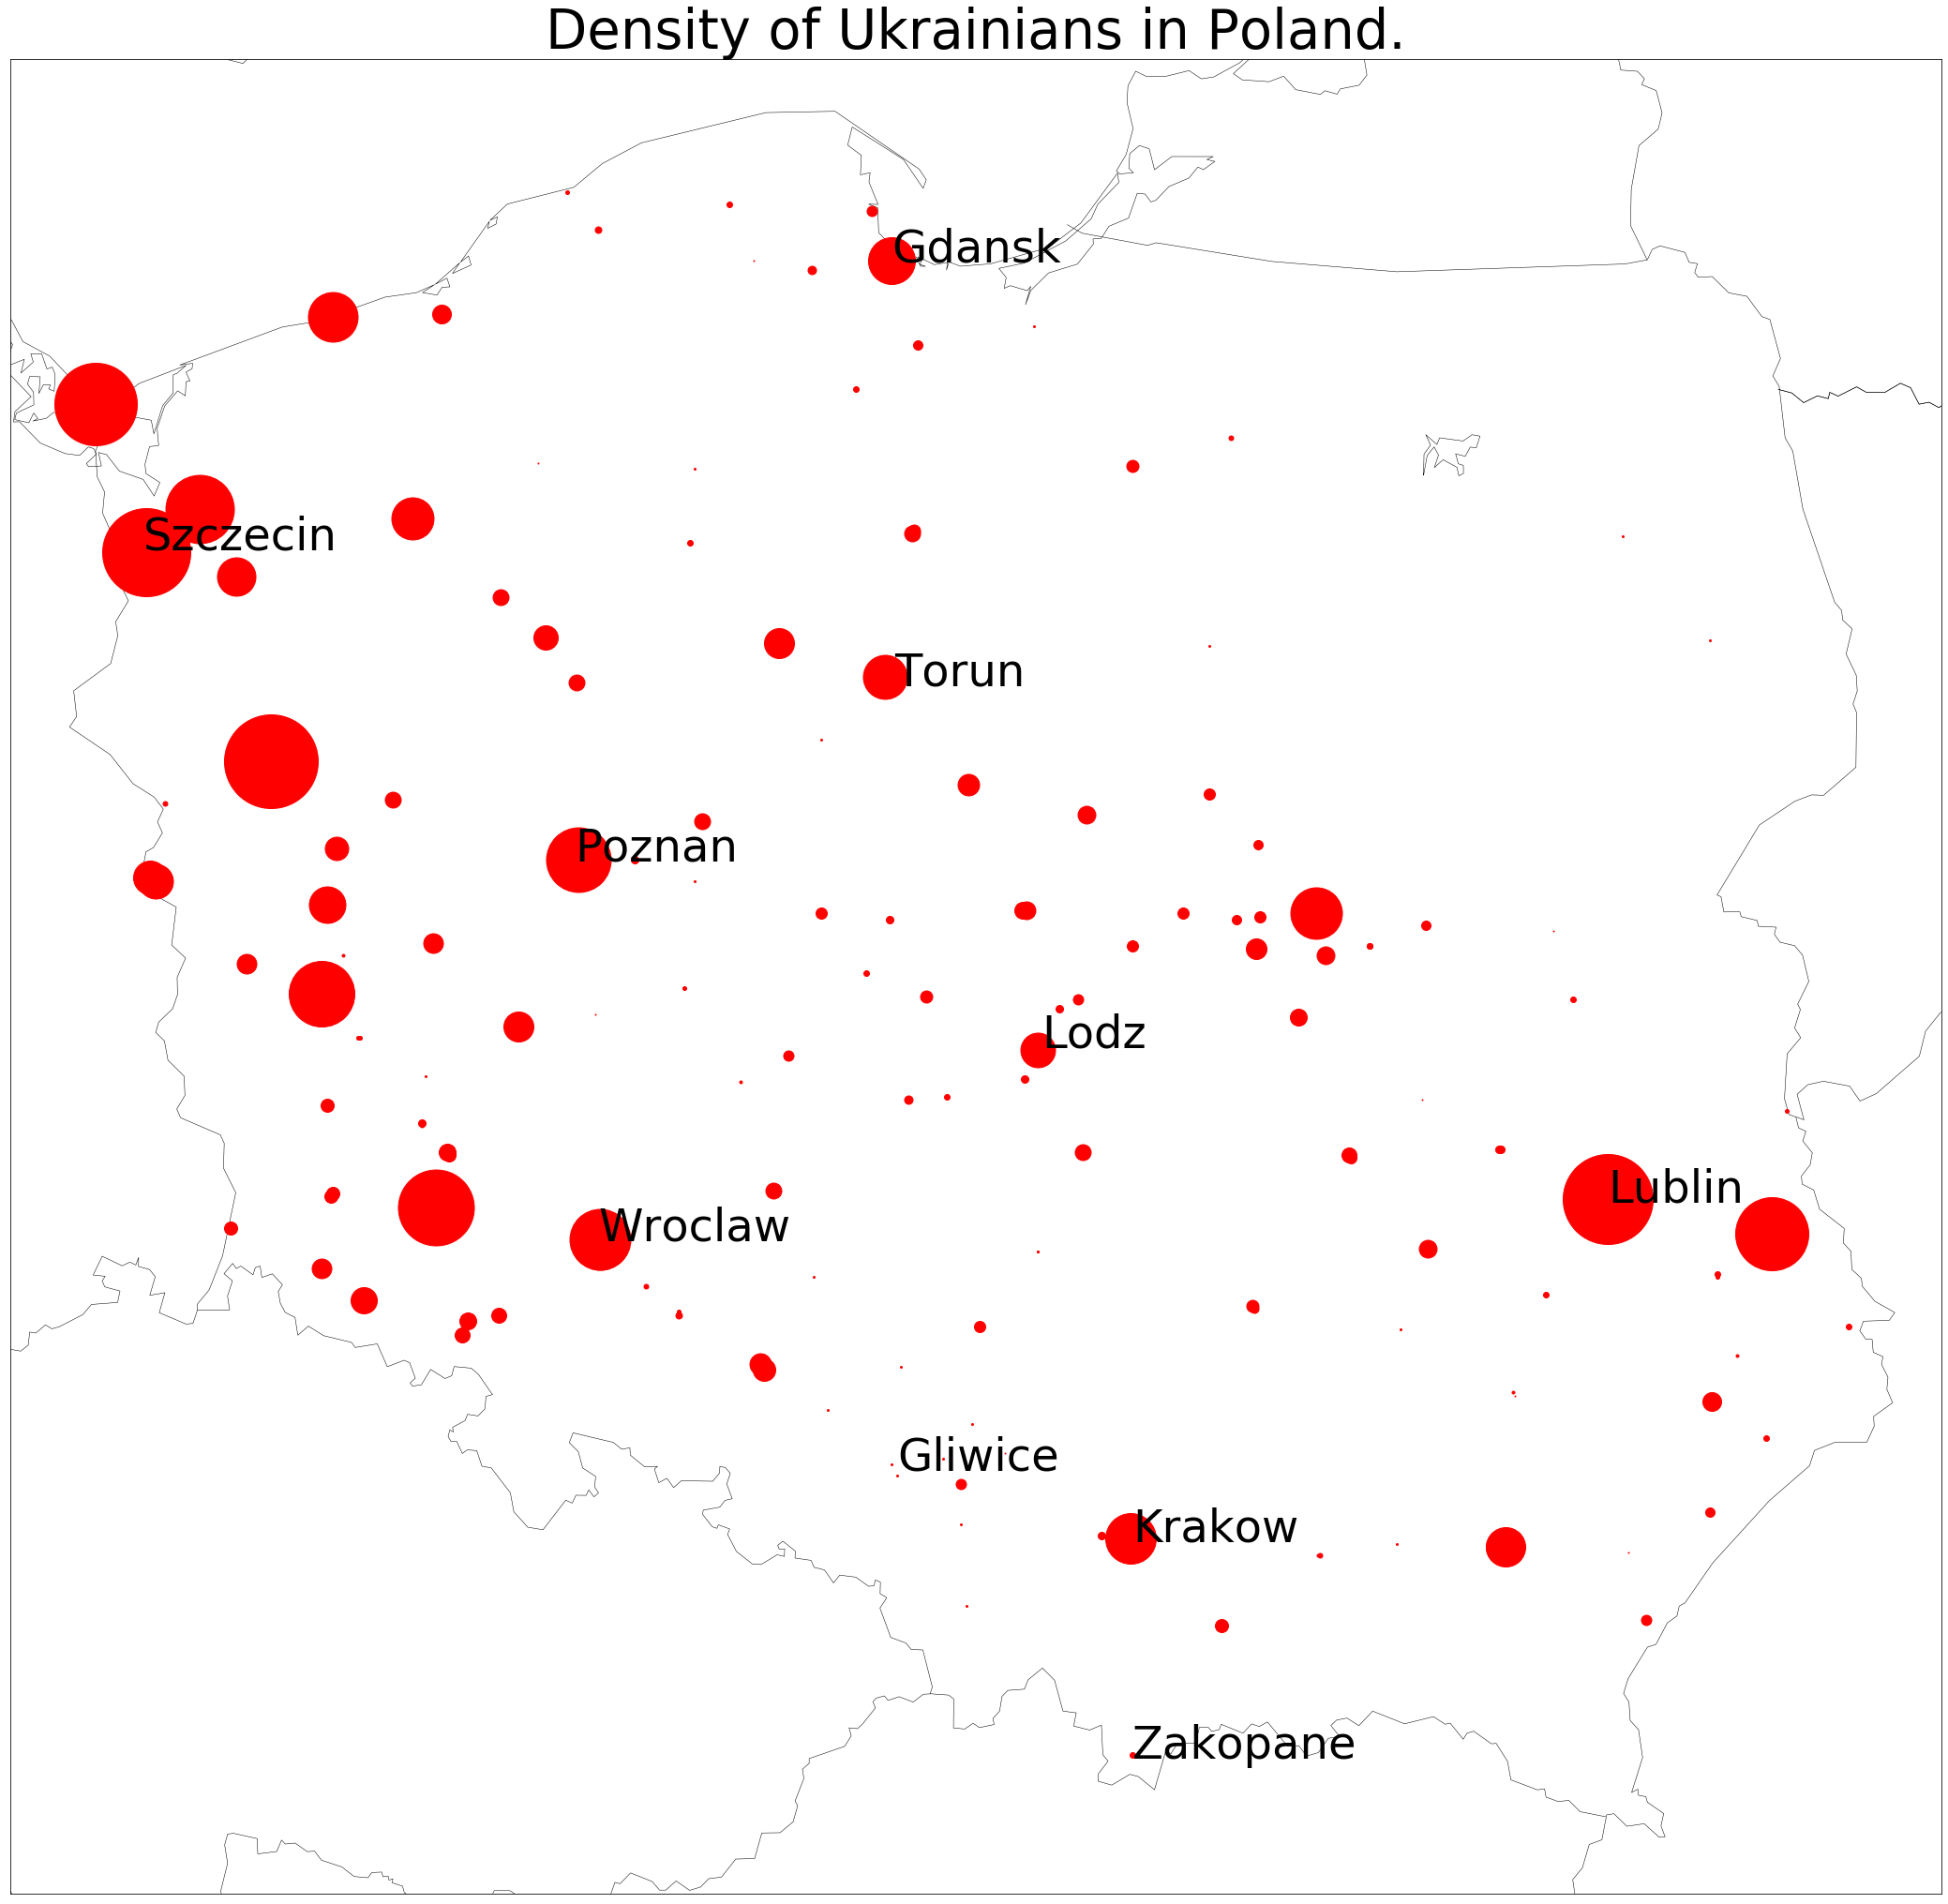 Density of Ukrainians in Poland.
Gdansk
Szczecin
Torun
Poznan
Lodz
Lublin
Wroclaw
Gliwice
Krakow
Zakopane